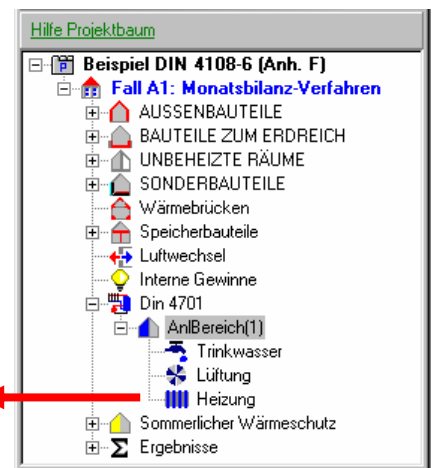 Hilfe Projektbaum
Beispiel DIN 4108-6 (Anh. F)
Fall A1: Monatsbilanz-Verfahren
AUSSENBAUTEILE
BAUTEILE ZUM ERDREICH
UNBEHEIZTE RÄUME
SONDERBAUTEILE
Wärmebrücken
Speicherbauteile
Luftwechsel
Interne Gewinne
Din 4701
AnlBereich(1)
Trinkwasser
Lüftung
Heizung
Sommerlicher Wärmeschutz
Ergebnisse